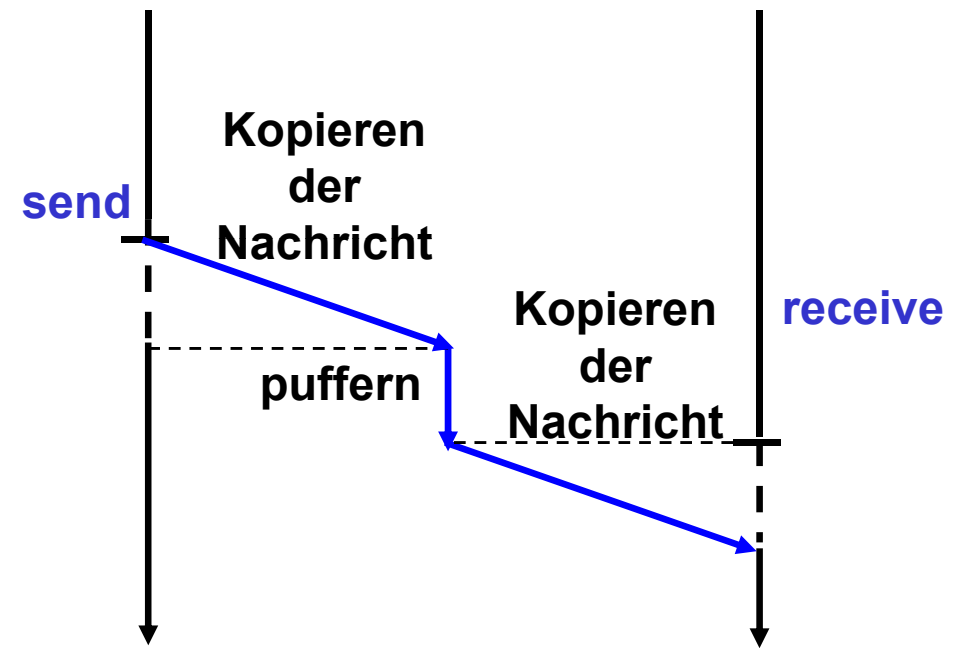 Kopieren
der
Nachricht
send
Kopieren
der
Nachricht
receive
puffern